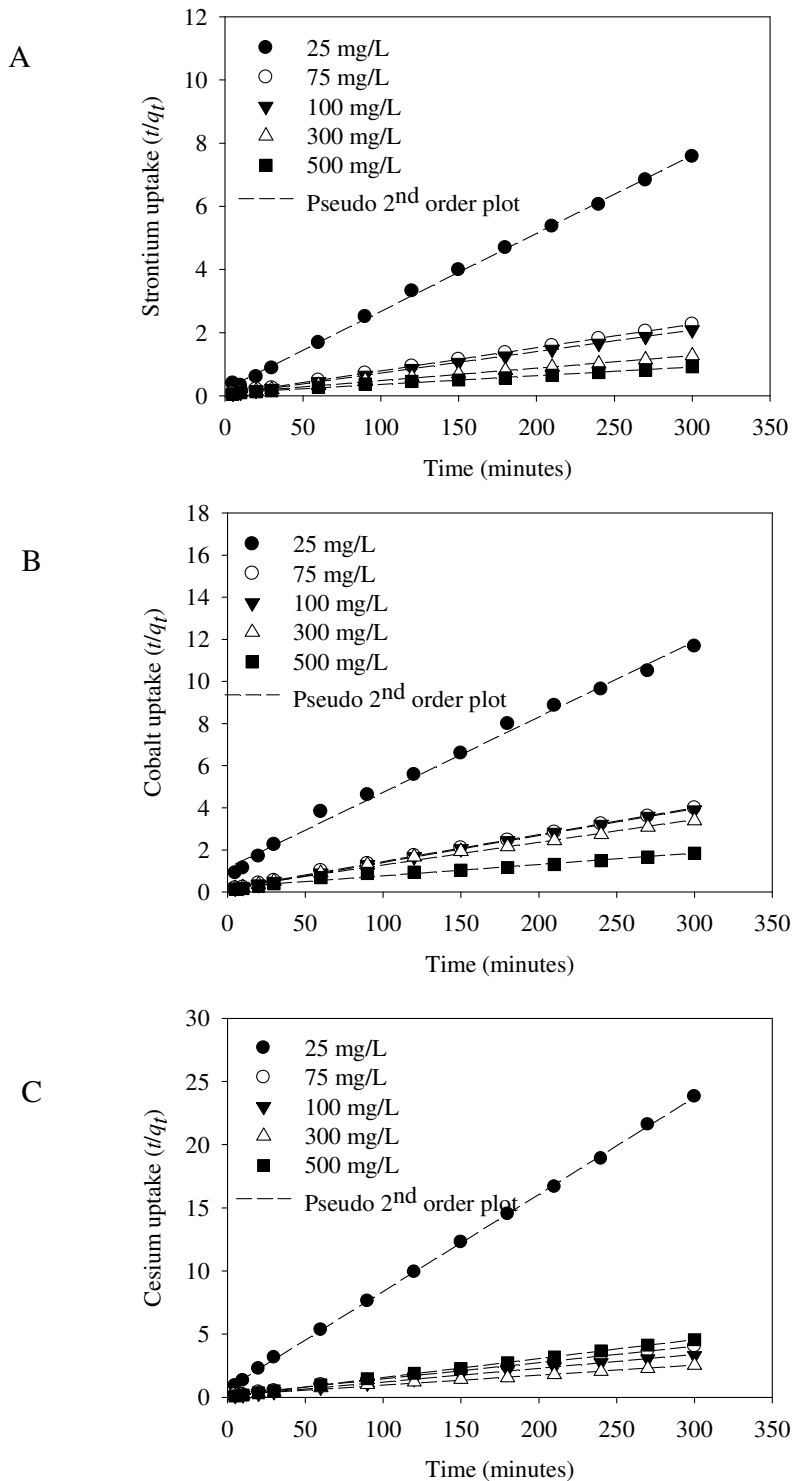 A
Strontium uptake (t/qt)
12
10
8
6
4
2
0
25 mg/L
75 mg/L
100 mg/L
300 mg/L
500 mg/L
Pseudo 2nd order plot
0 50 100 150 200 250 300 350
Time (minutes)
B
Cobalt uptake (t/qt)
18
16
14
12
10
8
6
4
2
0
25 mg/L
75 mg/L
100 mg/L
300 mg/L
500 mg/L
Pseudo 2nd order plot
0 50 100 150 200 250 300 350
Time (minutes)
C
Cesium uptake (t/qt)
30
25
20
15
10
5
0
25 mg/L
75 mg/L
100 mg/L
300 mg/L
500 mg/L
Pseudo 2nd order plot
0 50 100 150 200 250 300 350
Time (minutes)